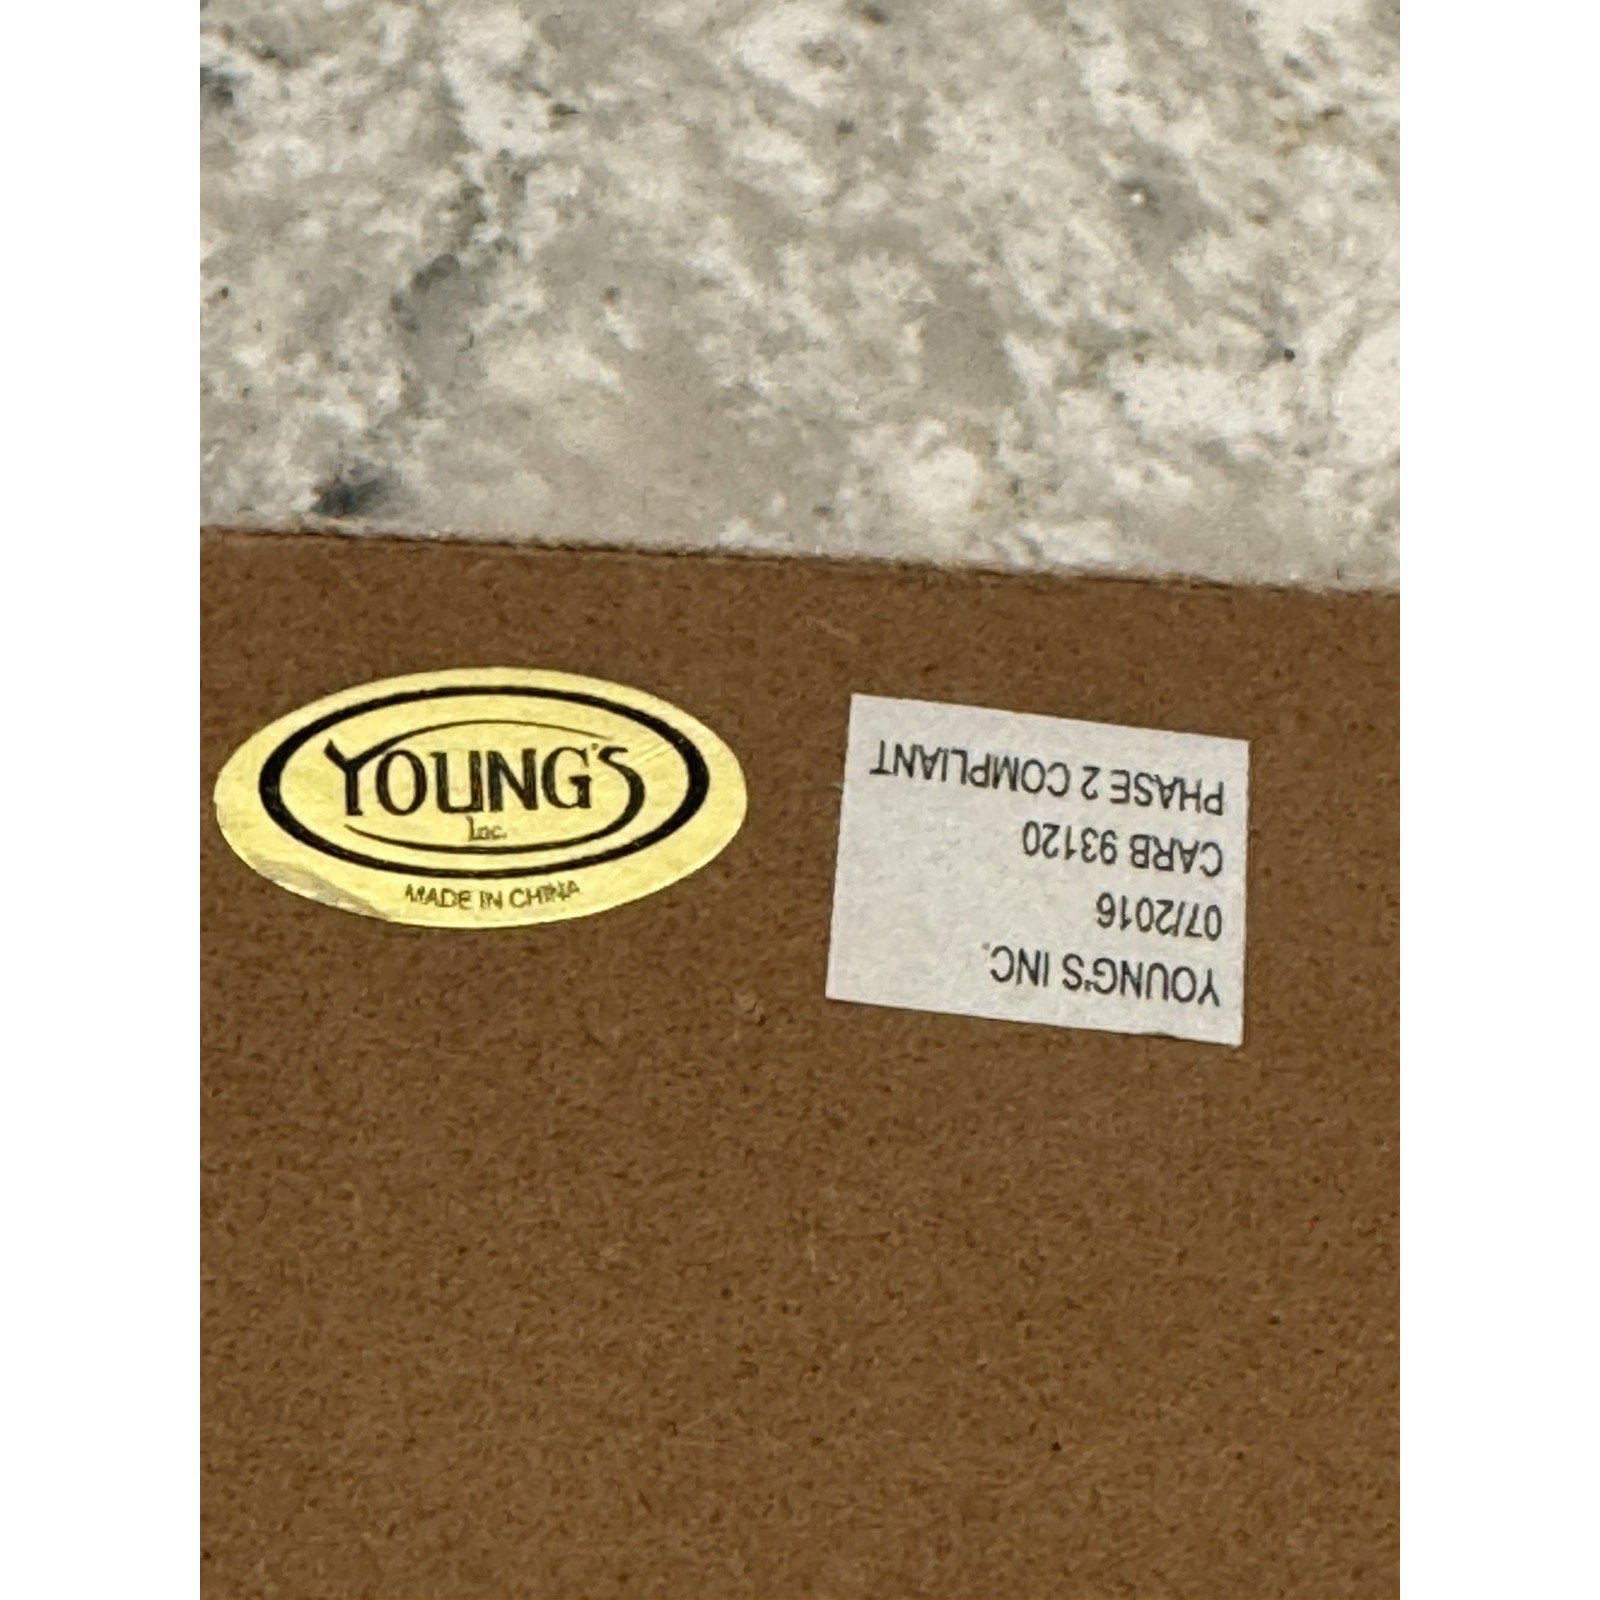 YOUNG'S
Inc.
MADE IN CHINA
YOUNG'S INC.
07/2016
CARB 93120
PHASE 2 COMPLIANT